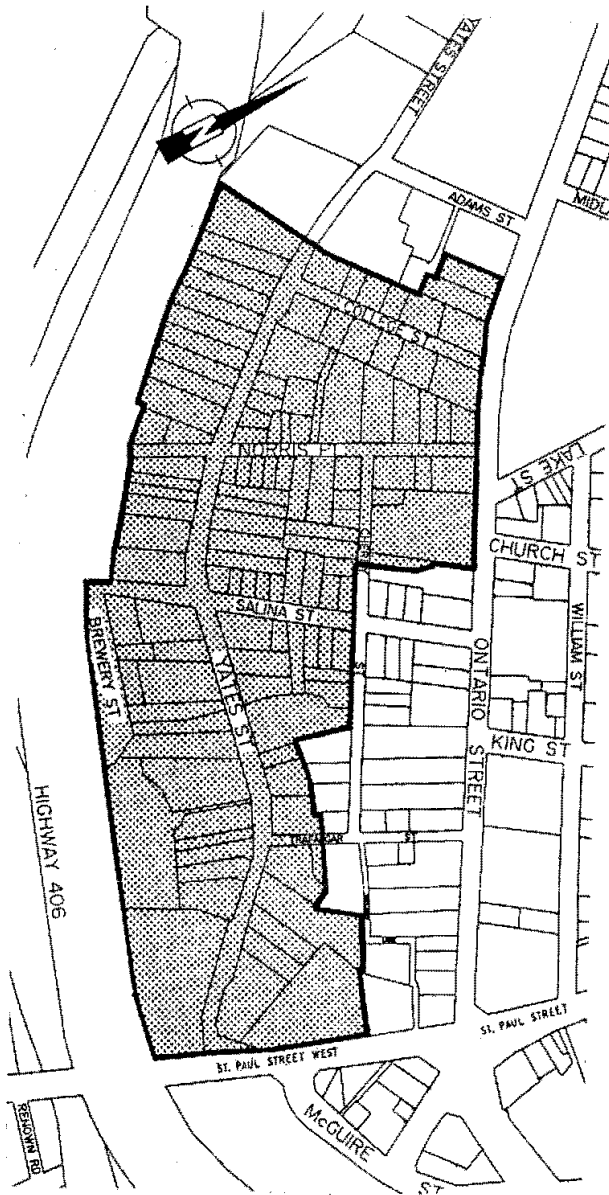 YATES STREET
N
ADAMS ST
COLLEGE ST
NORRIS PL
LAKE ST
CHURCH ST
SALINA ST
WILLIAM ST
ST
ONTARIO STREET
BREWERY ST
YATES ST
KING ST
HIGHWAY 406
TRAFALGAR ST
ST. PAUL STREET
ST. PAUL STREET WEST
McGUIRE ST
RENOWN RD